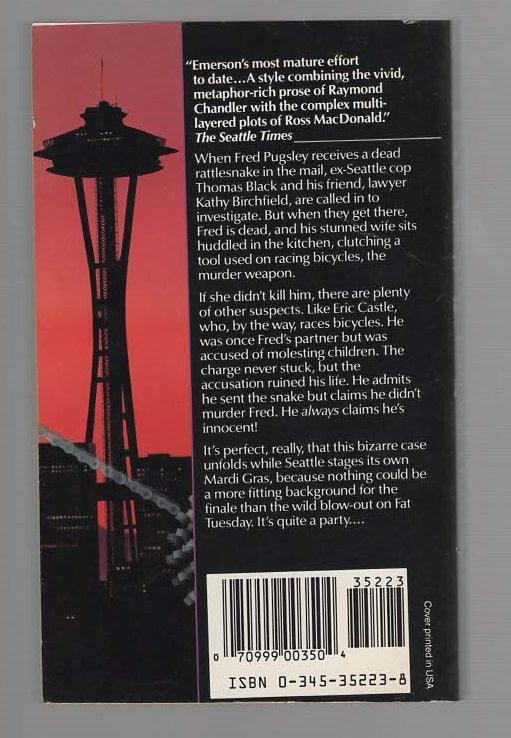 “Emerson's most mature effort
to date...A style combining the vivid,
metaphor-rich prose of Raymond
Chandler with the complex multi-
layered plots of Ross MacDonald.”
The Seattle Times
When Fred Pugsley receives a dead
rattlesnake in the mail, ex-Seattle cop
Thomas Black and his friend, lawyer
Kathy Birchfield, are called in to
investigate. But when they get there,
Fred is dead, and his stunned wife sits
huddled in the kitchen, clutching a
tool used on racing bicycles, the
murder weapon.
If she didn't kill him, there are plenty
of other suspects. Like Eric Castle,
who, by the way, races bicycles. He
was once Fred's partner but was
accused of molesting children. The
charge never stuck, but the
accusation ruined his life. He admits
he sent the snake but claims he didn't
murder Fred. He always claims he's
innocent!
It's perfect, really, that this bizarre case
unfolds while Seattle stages its own
Mardi Gras, because nothing could be
a more fitting background for the
finale than the wild blow-out on Fat
Tuesday. It's quite a party....
35223
0 70999 00350 4
ISBN 0-345-35223-8
Cover printed in USA